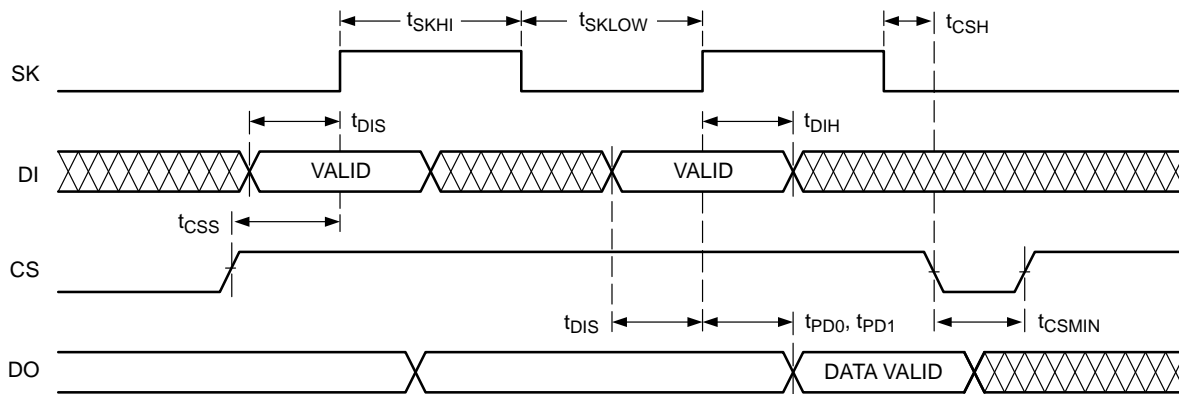 tSKHI tSKLOW tCSH
SK
tDIS tDIH
DI VALID VALID
tCSS
CS
tDIS tPD0, tPD1 tCSMIN
DO DATA VALID